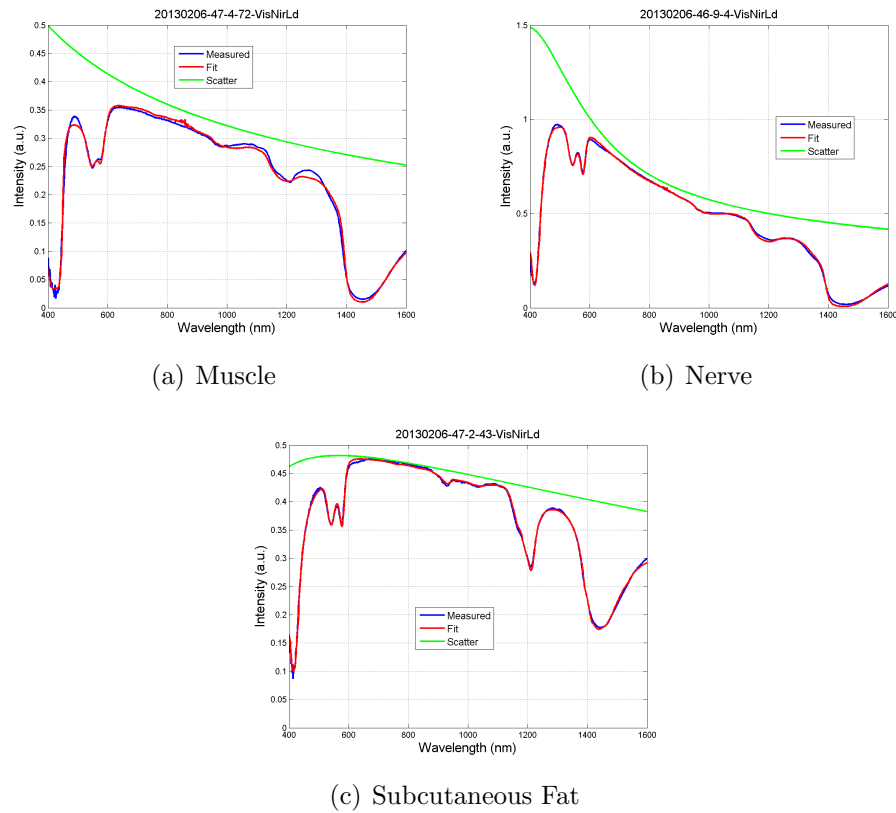 20130206-47-4-72-VisNirLd
0.5
0.45
0.4
0.35
0.3
0.25
0.2
0.15
0.1
0.05
0
Intensity (a.u.)
Measured
Fit
Scatter
400 600 800 1000 1200 1400 1600
Wavelength (nm)
(a) Muscle
20130206-46-9-4-VisNirLd
1.5
1
0.5
0
Intensity (a.u.)
Measured
Fit
Scatter
400 600 800 1000 1200 1400 1600
Wavelength (nm)
(b) Nerve
20130206-47-2-43-VisNirLd
0.5
0.45
0.4
0.35
0.3
0.25
0.2
0.15
0.1
0.05
0
Intensity (a.u.)
Measured
Fit
Scatter
400 600 800 1000 1200 1400 1600
Wavelength (nm)
(c) Subcutaneous Fat